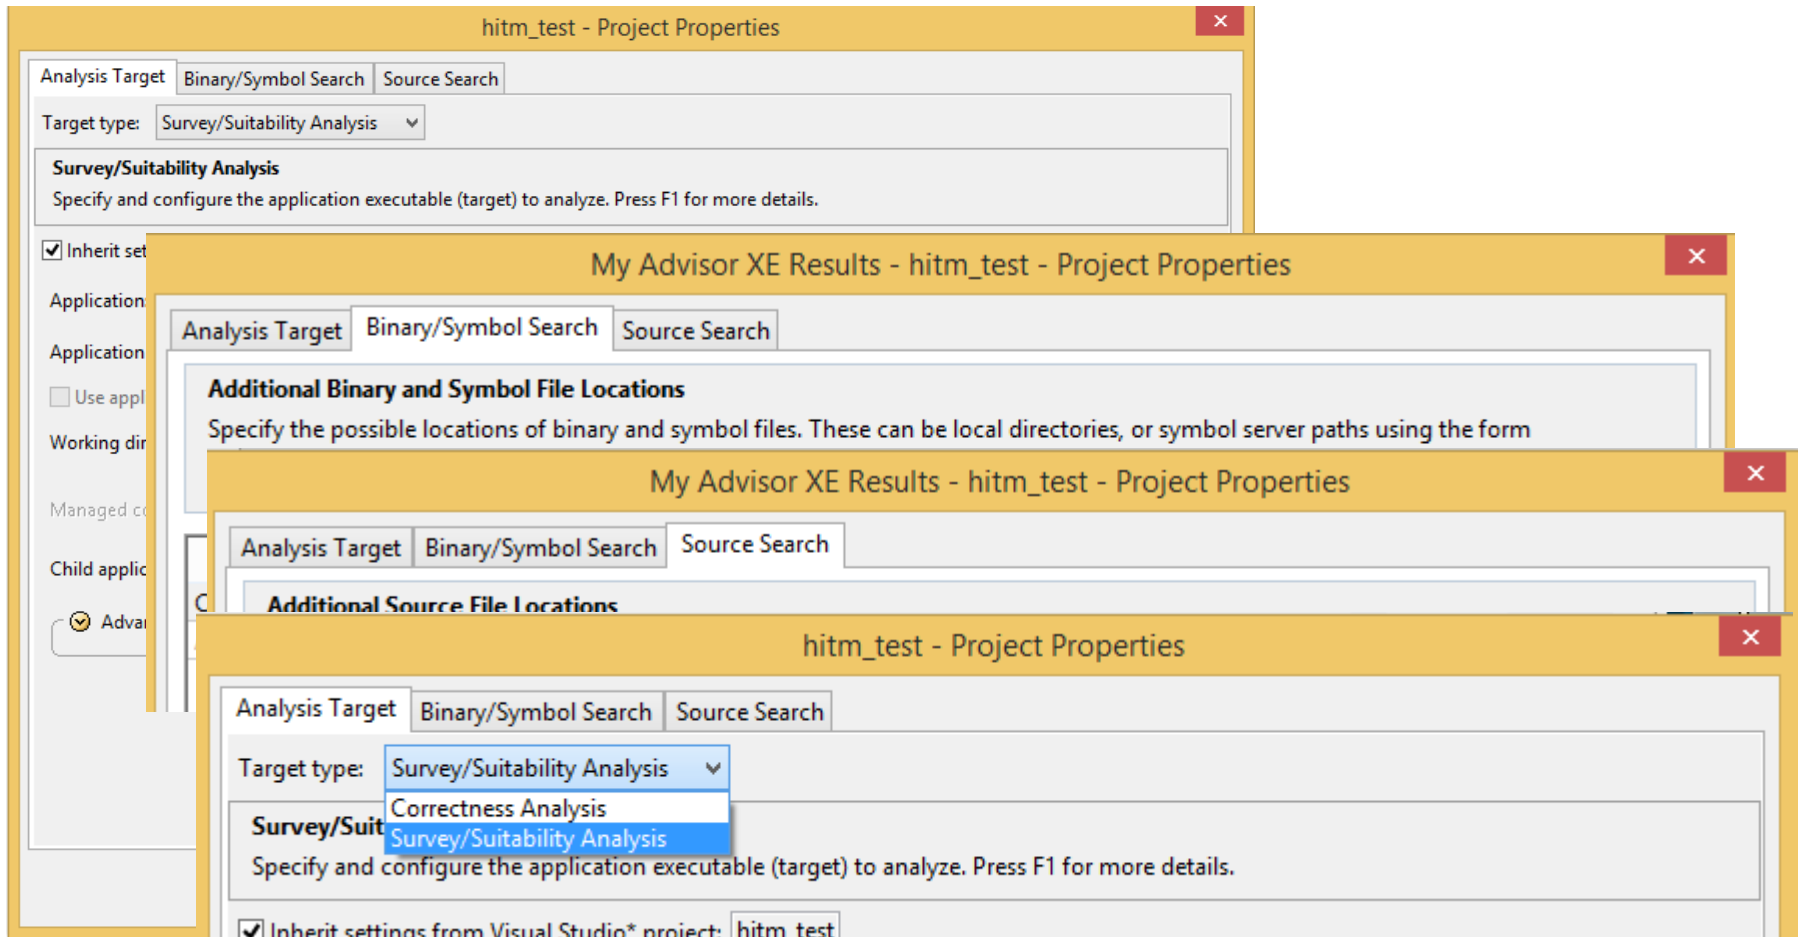 hitm_test - Project Properties
Analysis Target Binary/Symbol Search Source Search
Target type: Survey/Suitability Analysis
Survey/Suitability Analysis
Specify and configure the application executable (target) to analyze. Press F1 for more details.
Inherit set
Application:
Application
Use appl
Working dir
Managed co
Child applic
Advan
My Advisor XE Results - hitm_test - Project Properties
Analysis Target Binary/Symbol Search Source Search
Additional Binary and Symbol File Locations
Specify the possible locations of binary and symbol files. These can be local directories, or symbol server paths using the form
My Advisor XE Results - hitm_test - Project Properties
Analysis Target Binary/Symbol Search Source Search
Additional Source File Locations
hitm_test - Project Properties
Analysis Target Binary/Symbol Search Source Search
Target type: Survey/Suitability Analysis
Correctness Analysis
Survey/Suit
Survey/Suitability Analysis
Specify and configure the application executable (target) to analyze. Press F1 for more details.
Inherit settings from Visual Studio* project: hitm_test